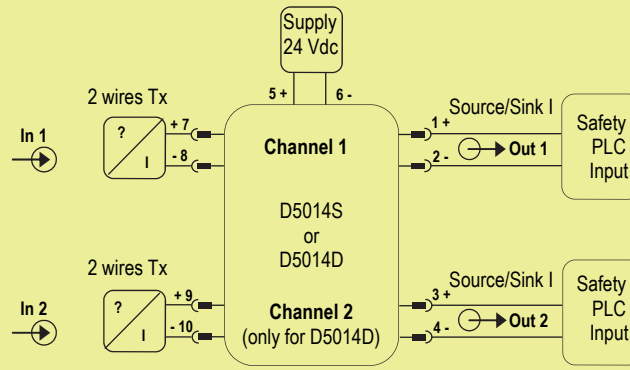 Supply
24 Vdc
5 +
6 -
2 wires Tx
In 1
?
I
+ 7
- 8
Channel 1
1 +
2 -
Source/Sink I
Out 1
Safety
PLC
Input
D5014S
or
D5014D
2 wires Tx
In 2
?
I
+ 9
- 10
Channel 2
(only for D5014D)
3 +
4 -
Source/Sink I
Out 2
Safety
PLC
Input